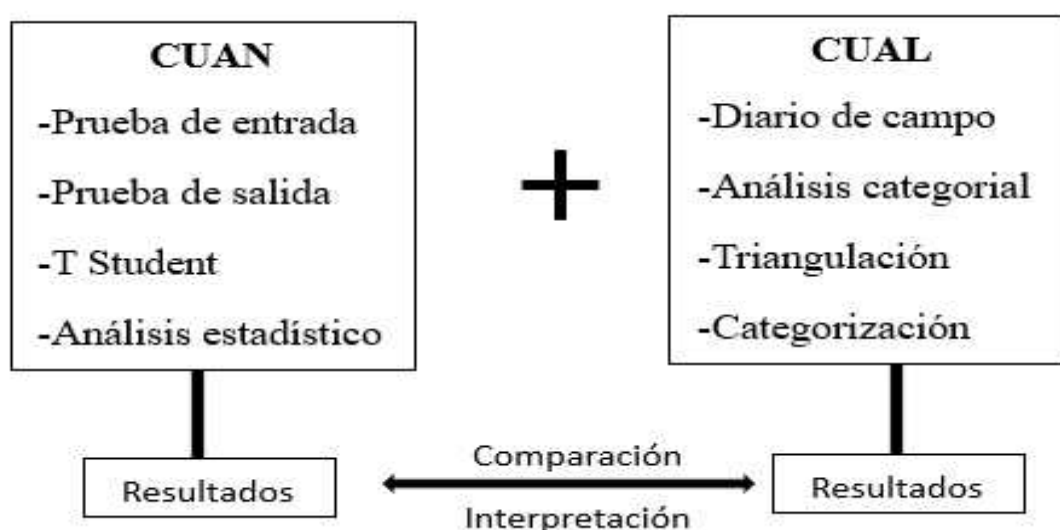 CUAN
-Prueba de entrada
-Prueba de salida
-T Student
-Análisis estadístico
CUAL
-Diario de campo
-Análisis categorial
-Triangulación
-Categorización
Resultados
Comparación
Interpretación
Resultados